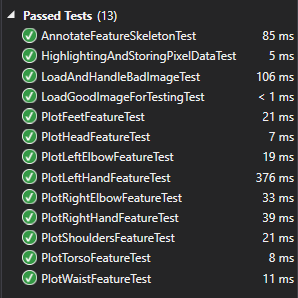 Passed Tests (13)
AnnotateFeatureSkeletonTest 85 ms
HighlightingAndStoringPixelDataTest 5 ms
LoadAndHandleBadImageTest 106 ms
LoadGoodImageForTestingTest < 1 ms
PlotFeetFeatureTest 21 ms
PlotHeadFeatureTest 7 ms
PlotLeftElbowFeatureTest 19 ms
PlotLeftHandFeatureTest 376 ms
PlotRightElbowFeatureTest 33 ms
PlotRightHandFeatureTest 39 ms
PlotShouldersFeatureTest 21 ms
PlotTorsoFeatureTest 8 ms
PlotWaistFeatureTest 11 ms